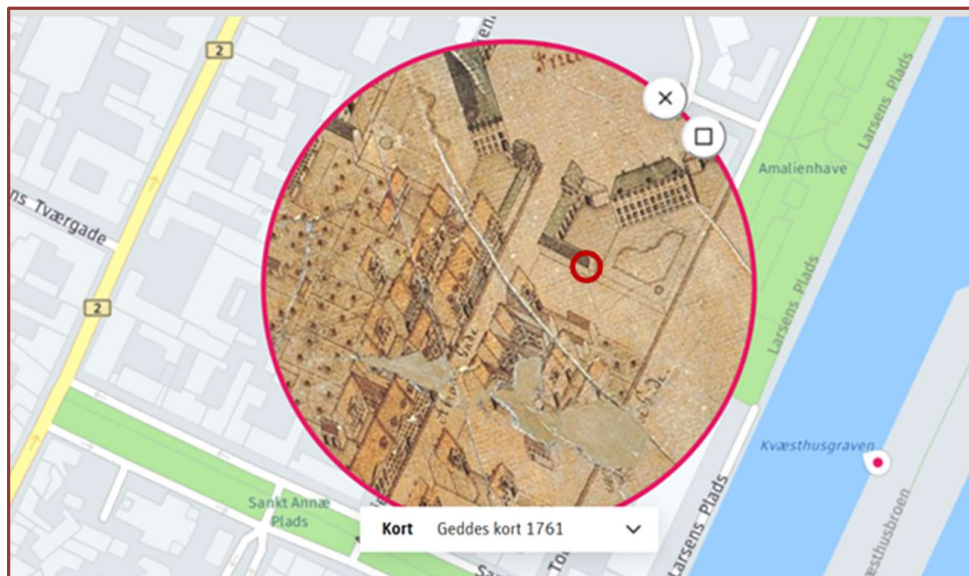 2
ns Tværgade
2
Larsens Plads
Amalienhave
Larsens Plads
Gade
Kvæsthusgraven
Sankt Annæ
Plads
Larsens Plads
Kort Geddes kort 1761